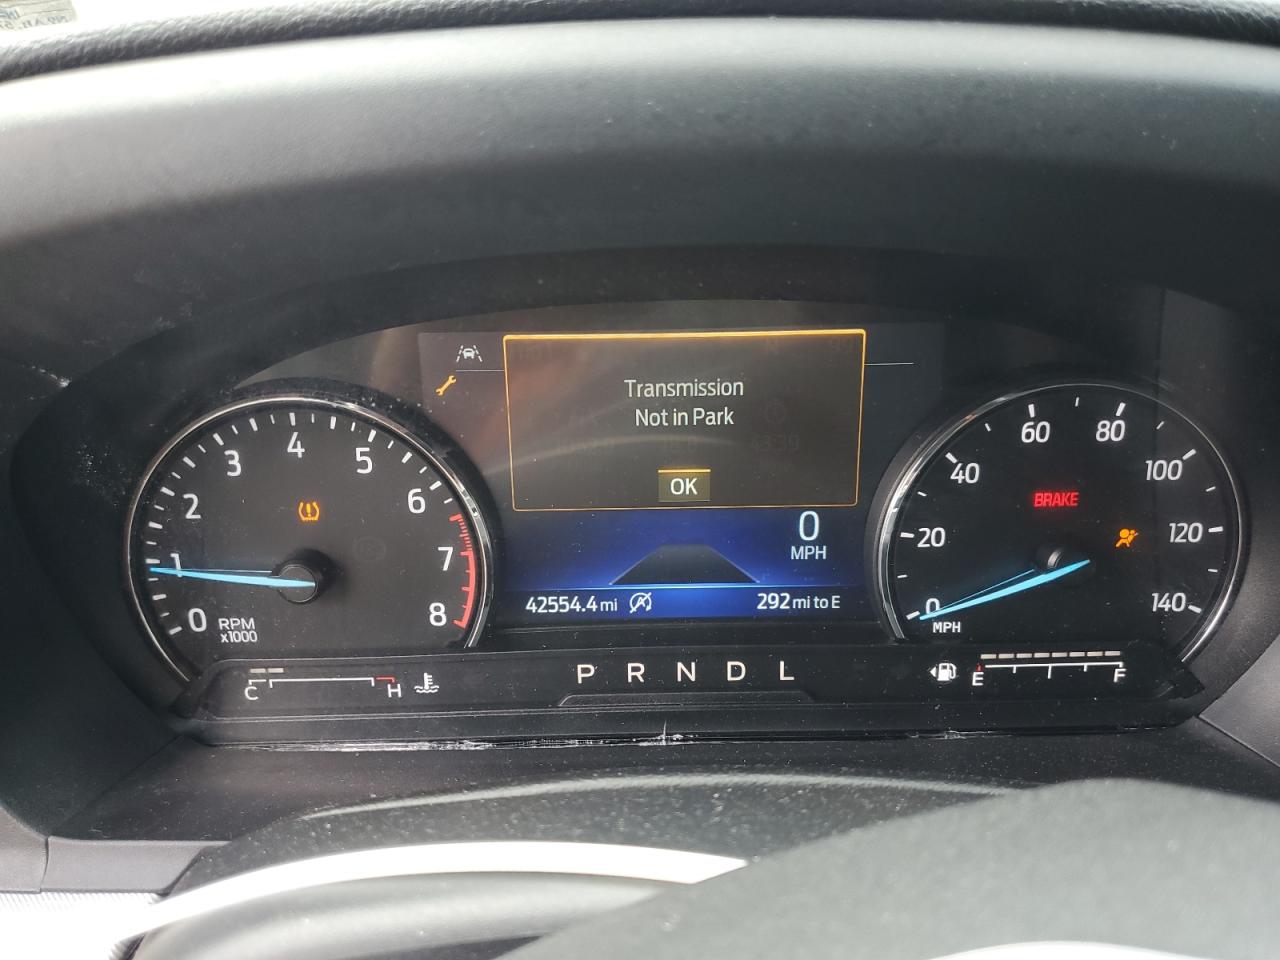 Transmission
Not in Park
OK
0
MPH
42554.4 mi
292 mi to E
0 1 2 3 4 5 6 7 8
RPM
x1000
0 20 40 60 80 100 120 140
MPH
BRAKE
C H
P R N D L
E F